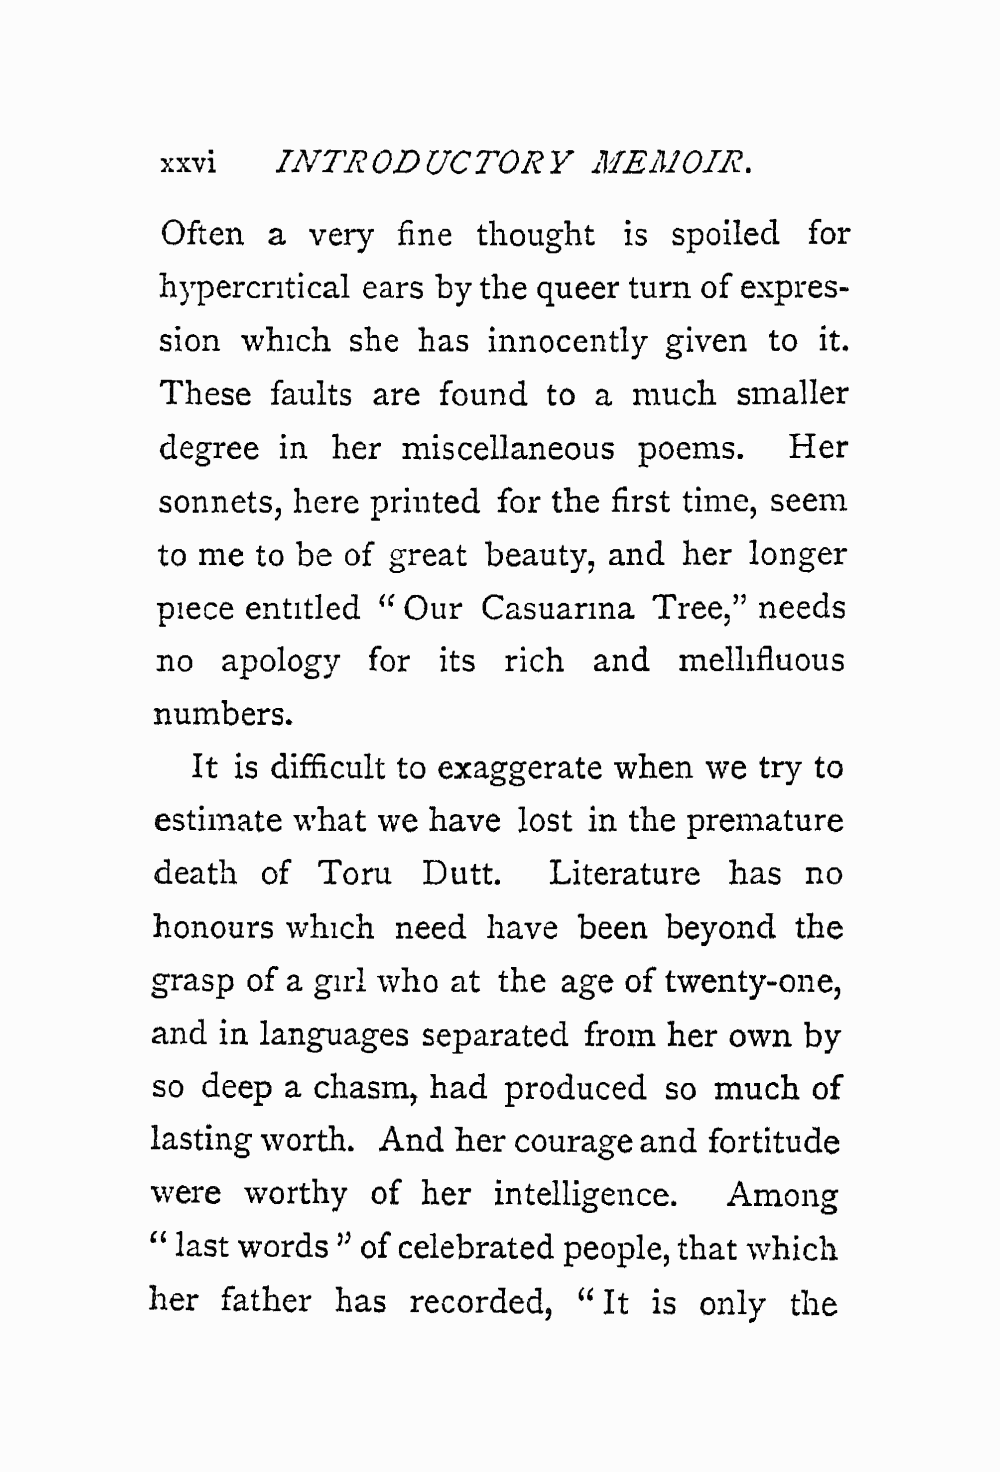 xxvi INTRODUCTORY MEMOIR.
Often a very fine thought is spoiled for
hypercritical ears by the queer turn of expres-
sion which she has innocently given to it.
These faults are found to a much smaller
degree in her miscellaneous poems. Her
sonnets, here printed for the first time, seem
to me to be of great beauty, and her longer
piece entitled “Our Casuarina Tree,” needs
no apology for its rich and mellifluous
numbers.
It is difficult to exaggerate when we try to
estimate what we have lost in the premature
death of Toru Dutt. Literature has no
honours which need have been beyond the
grasp of a girl who at the age of twenty-one,
and in languages separated from her own by
so deep a chasm, had produced so much of
lasting worth. And her courage and fortitude
were worthy of her intelligence. Among
“last words” of celebrated people, that which
her father has recorded, “It is only the